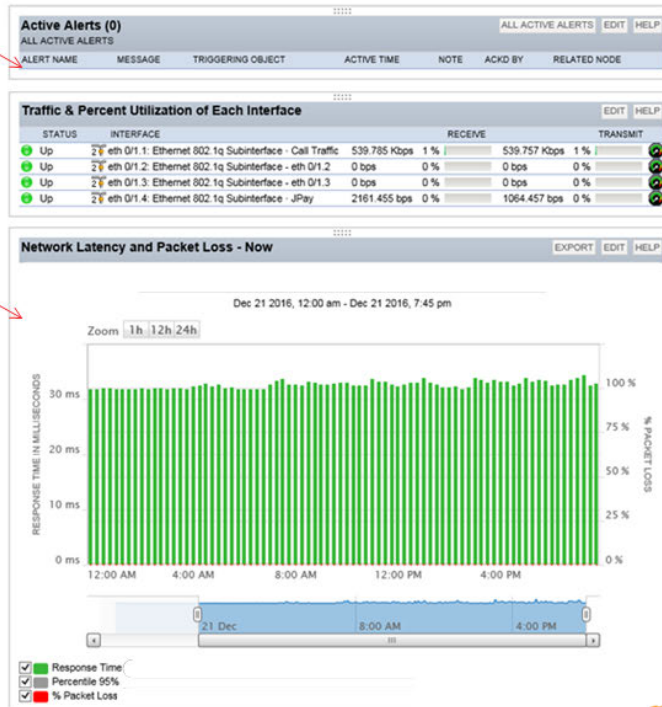 Active Alerts (0)
ALL ACTIVE ALERTS EDIT HELP
ALL ACTIVE ALERTS
ALERT NAME MESSAGE TRIGGERING OBJECT ACTIVE TIME NOTE ACKD BY RELATED NODE
Traffic & Percent Utilization of Each Interface
EDIT HELP
STATUS INTERFACE RECEIVE TRANSMIT
Up eth 0/1.1: Ethernet 802.1q Subinterface · Call Traffic 539.785 Kbps 1 % 539.757 Kbps 1 %
Up eth 0/1.2: Ethernet 802.1q Subinterface - eth 0/1.2 0 bps 0 % 0 bps 0 %
Up eth 0/1.3: Ethernet 802.1q Subinterface - eth 0/1.3 0 bps 0 % 0 bps 0 %
Up eth 0/1.4: Ethernet 802.1q Subinterface · JPay 2161.455 bps 0 % 1064.457 bps 0 %
Network Latency and Packet Loss - Now
EXPORT EDIT HELP
Dec 21 2016, 12:00 am - Dec 21 2016, 7:45 pm
Zoom 1h 12h 24h
RESPONSE TIME IN MILLISECONDS
30 ms
20 ms
10 ms
0 ms
100 %
75 %
50 %
25 %
0 %
% PACKET LOSS
12:00 AM 4:00 AM 8:00 AM 12:00 PM 4:00 PM
21 Dec 8:00 AM 4:00 PM
Response Time
Percentile 95%
% Packet Loss